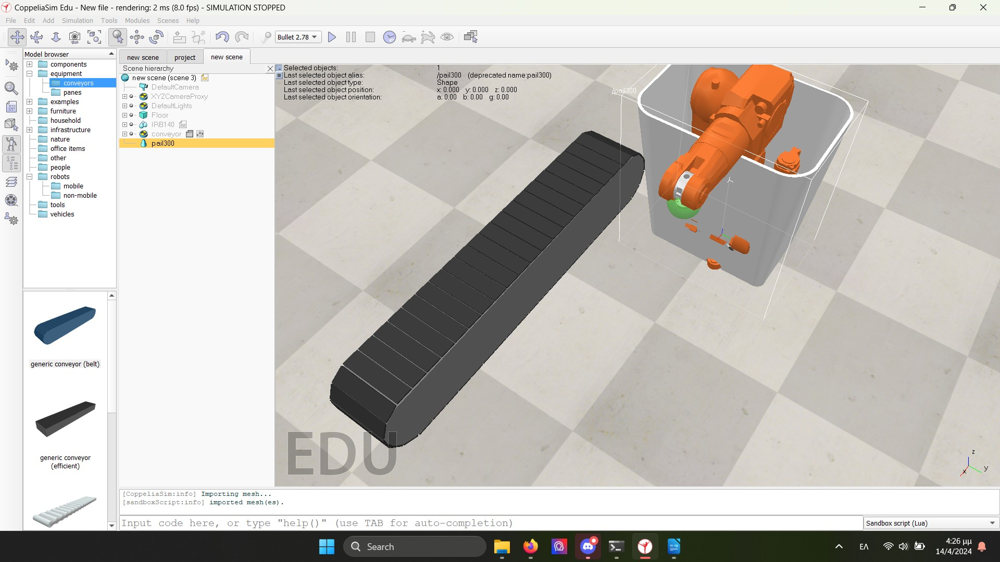 CoppeliaSim Edu - New file - rendering: 2 ms (8.0 fps) - SIMULATION STOPPED
File Edit Add Simulation Tools Modules Scenes Help
Bullet 2.78
RT
Model browser
components
equipment
conveyors
panes
examples
furniture
household
infrastructure
nature
office items
other
people
robots
mobile
non-mobile
tools
vehicles
generic conveyor (belt)
generic conveyor
(efficient)
new scene
project
new scene
Scene hierarchy
new scene (scene 3)
DefaultCamera
XYZCameraProxy
DefaultLights
Floor
IRB140
conveyor
pail300
Selected objects: 1
Last selected object alias: /pail300 (deprecated name:pail300)
Last selected object type: Shape
Last selected object position: x: 0.000 y: 0.000 z: 0.000
Last selected object orientation: a: 0.00 b: 0.00 g: 0.00
/pail300
EDU
z
x
y
[CoppeliaSim:info] Importing mesh...
[sandboxScript:info] imported mesh(es).
Input code here, or type "help()" (use TAB for auto-completion)
Sandbox script (Lua)
Search
ΕΛ
4:26 μμ
14/4/2024